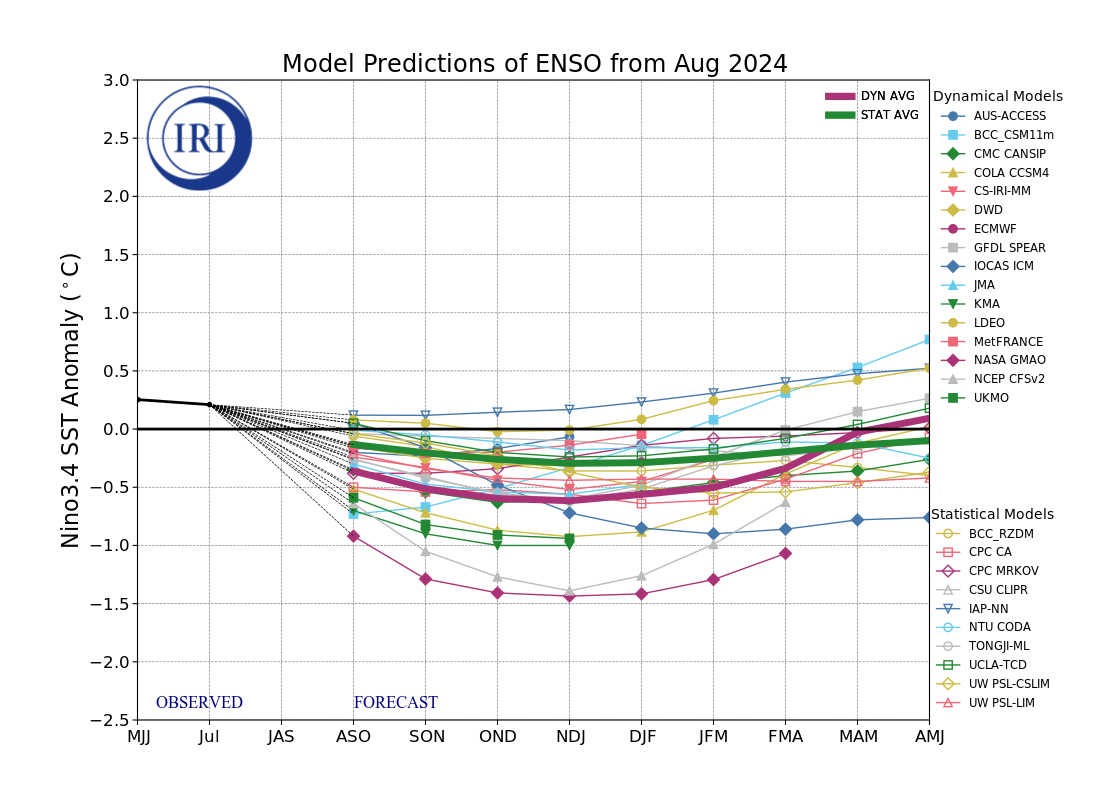 Model Predictions of ENSO from Aug 2024
Nino3.4 SST Anomaly (°C)
3.0
2.5
2.0
1.5
1.0
0.5
0.0
−0.5
−1.0
−1.5
−2.0
−2.5
IRI
DYN AVG
STAT AVG
OBSERVED
FORECAST
MJJ
Jul
JAS
ASO
SON
OND
NDJ
DJF
JFM
FMA
MAM
AMJ
Dynamical Models
AUS-ACCESS
BCC_CSM11m
CMC CANSIP
COLA CCSM4
CS-IRI-MM
DWD
ECMWF
GFDL SPEAR
IOCAS ICM
JMA
KMA
LDEO
MetFRANCE
NASA GMAO
NCEP CFSv2
UKMO
Statistical Models
BCC_RZDM
CPC CA
CPC MRKOV
CSU CLIPR
IAP-NN
NTU CODA
TONGJI-ML
UCLA-TCD
UW PSL-CSLIM
UW PSL-LIM